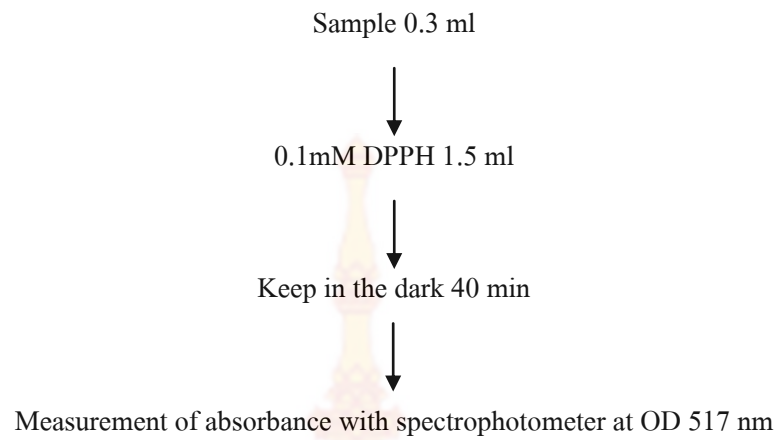 Sample 0.3 ml
0.1mM DPPH 1.5 ml
Keep in the dark 40 min
Measurement of absorbance with spectrophotometer at OD 517 nm